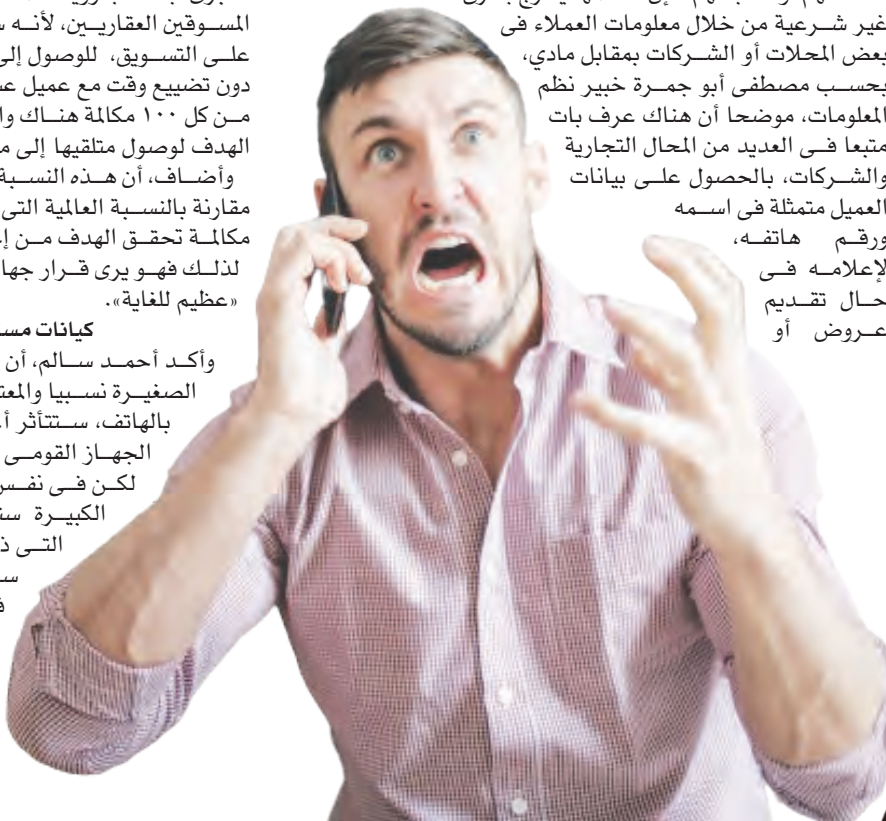 غير شرعية من خلال معلومات العملاء فى
بعض المحلات أو الشركات بمقابل مادي،
بحسب مصطفى أبو جمرة خبير نظم
المعلومات، موضحا أن هناك عرف بات
متبعا فى العديد من المحال التجارية
والشركات، بالحصول على بيانات
العميل متمثلة فى اسمه
ورقم هاتفه،
لإعلامه فى
حال تقديم
عروض أو
المسوقين العقاريين، لأنه
على التسويق، للوصول إلى
دون تضييع وقت مع عميل
من كل ١٠٠ مكالمة هناك
الهدف لوصول متلقيها إلى
وأضاف، أن هذه النسبة
مقارنة بالنسبة العالمية التى
مكالمة تحقق الهدف من
لذلك فهو يرى قرار
«عظيم للغاية».
كيانات
وأكد أحمد سالم، أن
الصغيرة نسبيا
بالهاتف، ستتأثر
الجهاز القومى
لكن فى
الكبيرة
التى